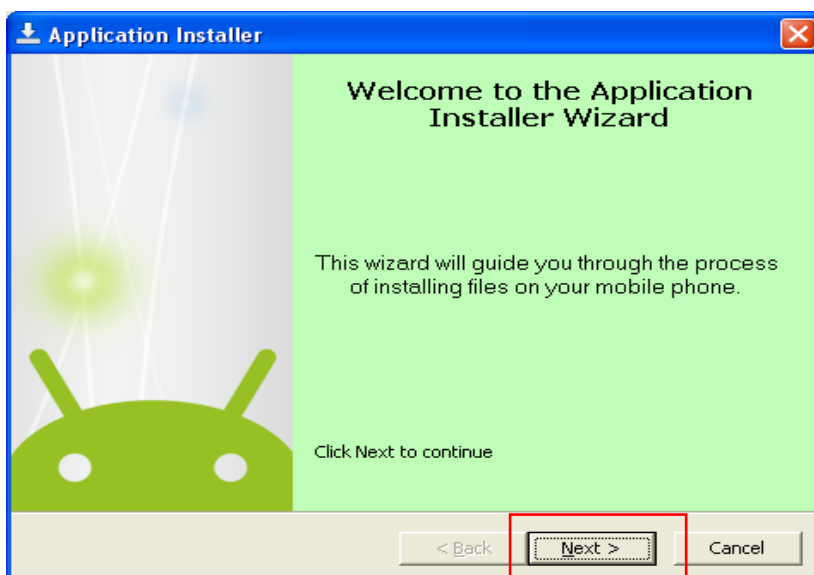 Application Installer
Welcome to the Application
Installer Wizard
This wizard will guide you through the process
of installing files on your mobile phone.
Click Next to continue
< Back
Next >
Cancel